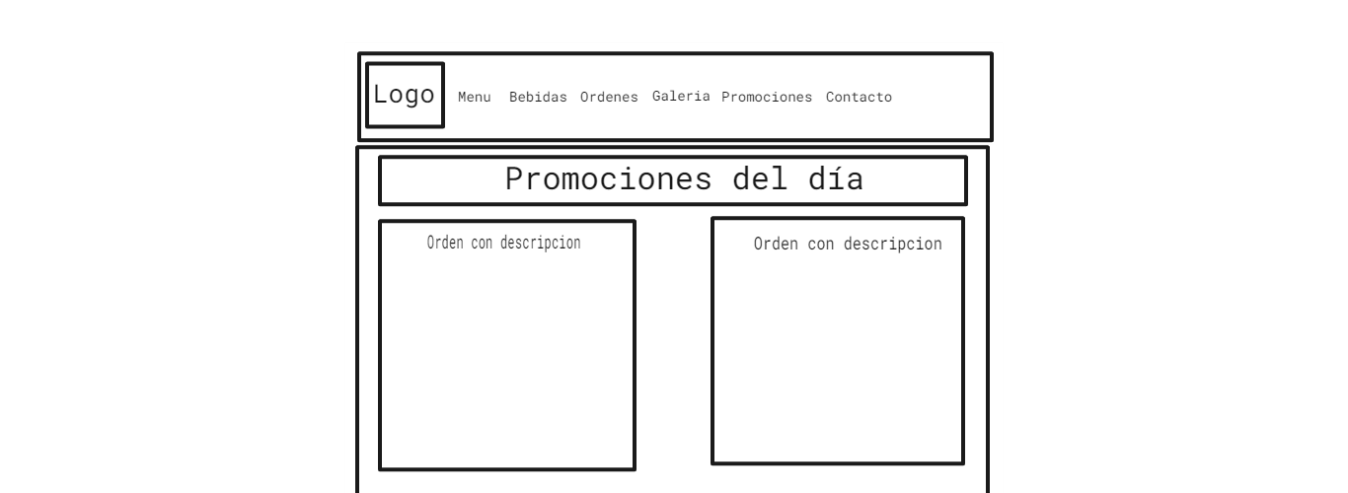 Logo
Menu Bebidas Ordenes Galeria Promociones Contacto
Promociones del día
Orden con descripcion
Orden con descripcion